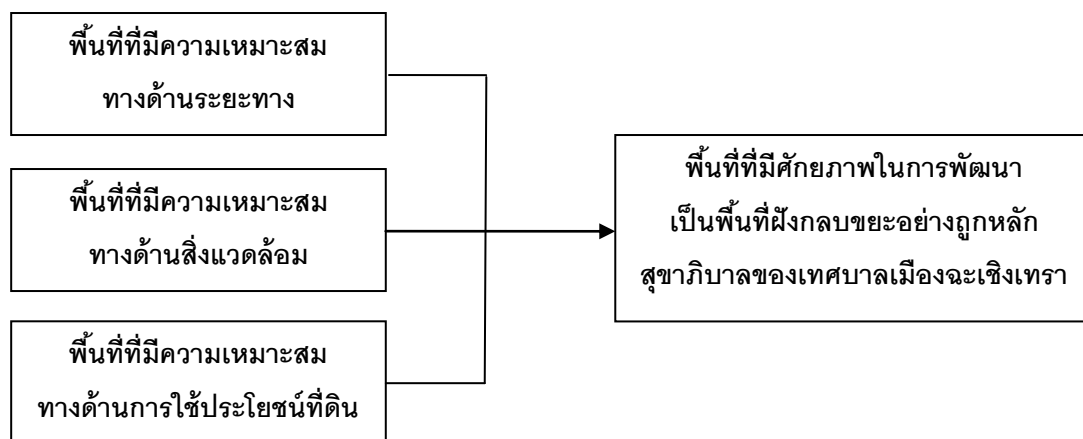 พื้นที่ที่มีความเหมาะสม
ทางด้านระยะทาง
พื้นที่ที่มีความเหมาะสม
ทางด้านสิ่งแวดล้อม
พื้นที่ที่มีความเหมาะสม
ทางด้านการใช้ประโยชน์ที่ดิน
พื้นที่ที่มีศักยภาพในการพัฒนา
เป็นพื้นที่ฝังกลบขยะอย่างถูกหลัก
สุขาภิบาลของเทศบาลเมืองฉะเชิงเทรา